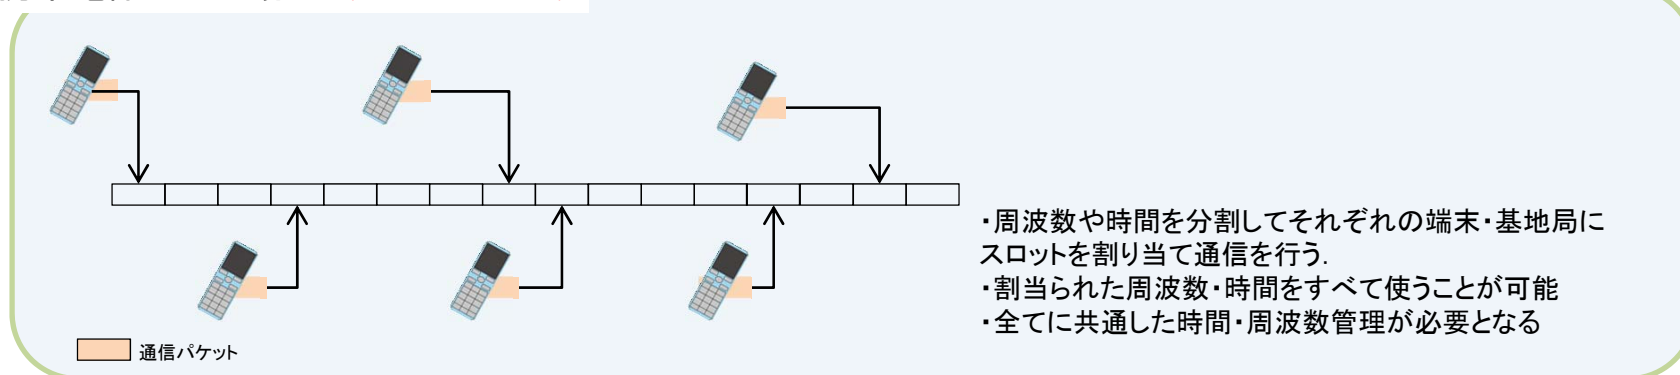 ・周波数や時間を分割してそれぞれの端末・基地局に
スロットを割り当て通信を行う.
・割当られた周波数・時間をすべて使うことが可能
・全てに共通した時間・周波数管理が必要となる
通信パケット